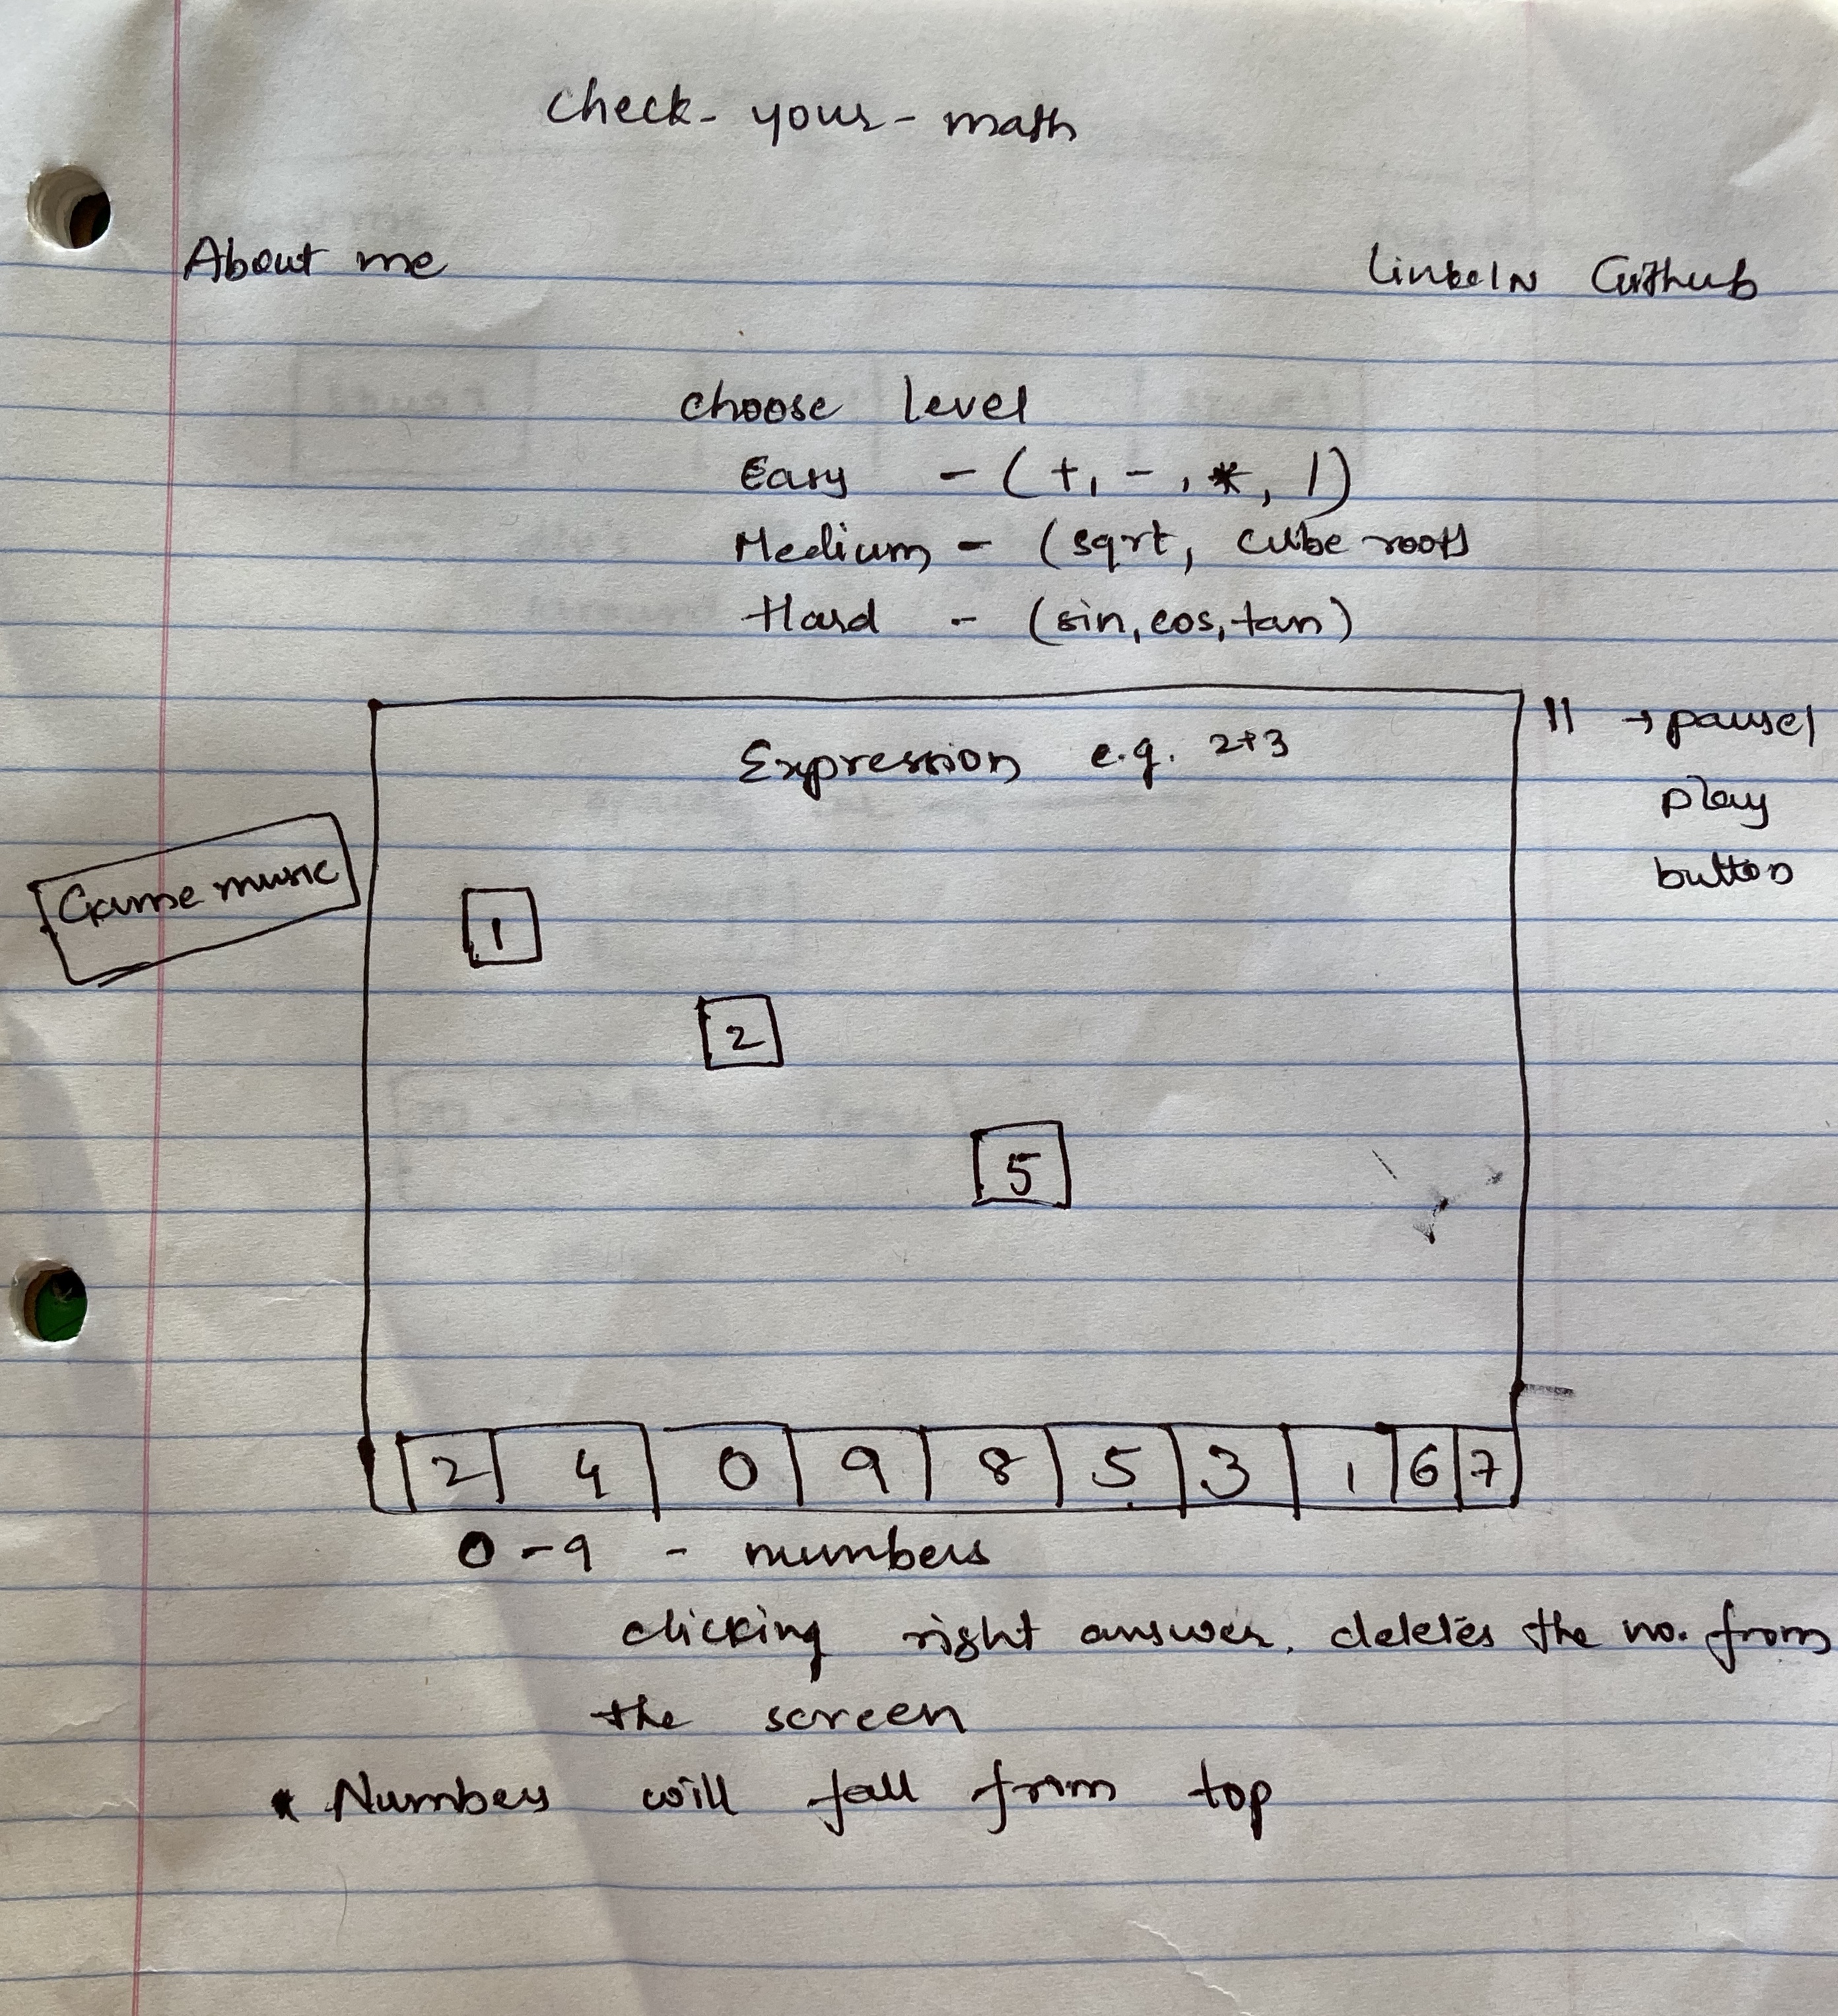 check-your-math
About me LinkeIN Github
choose level
Easy - (+, -, *, /)
Medium - (sqrt, cube root)
Hard - (sin, cos, tan)
Expression e.g. 2+3
|| → pause/
play
button
Game music
1
2
5
2 4 0 9 8 5 3 1 6 7
0-9 - numbers
clicking right answer. deletes the no. from
the screen
* Numbers will fall from top